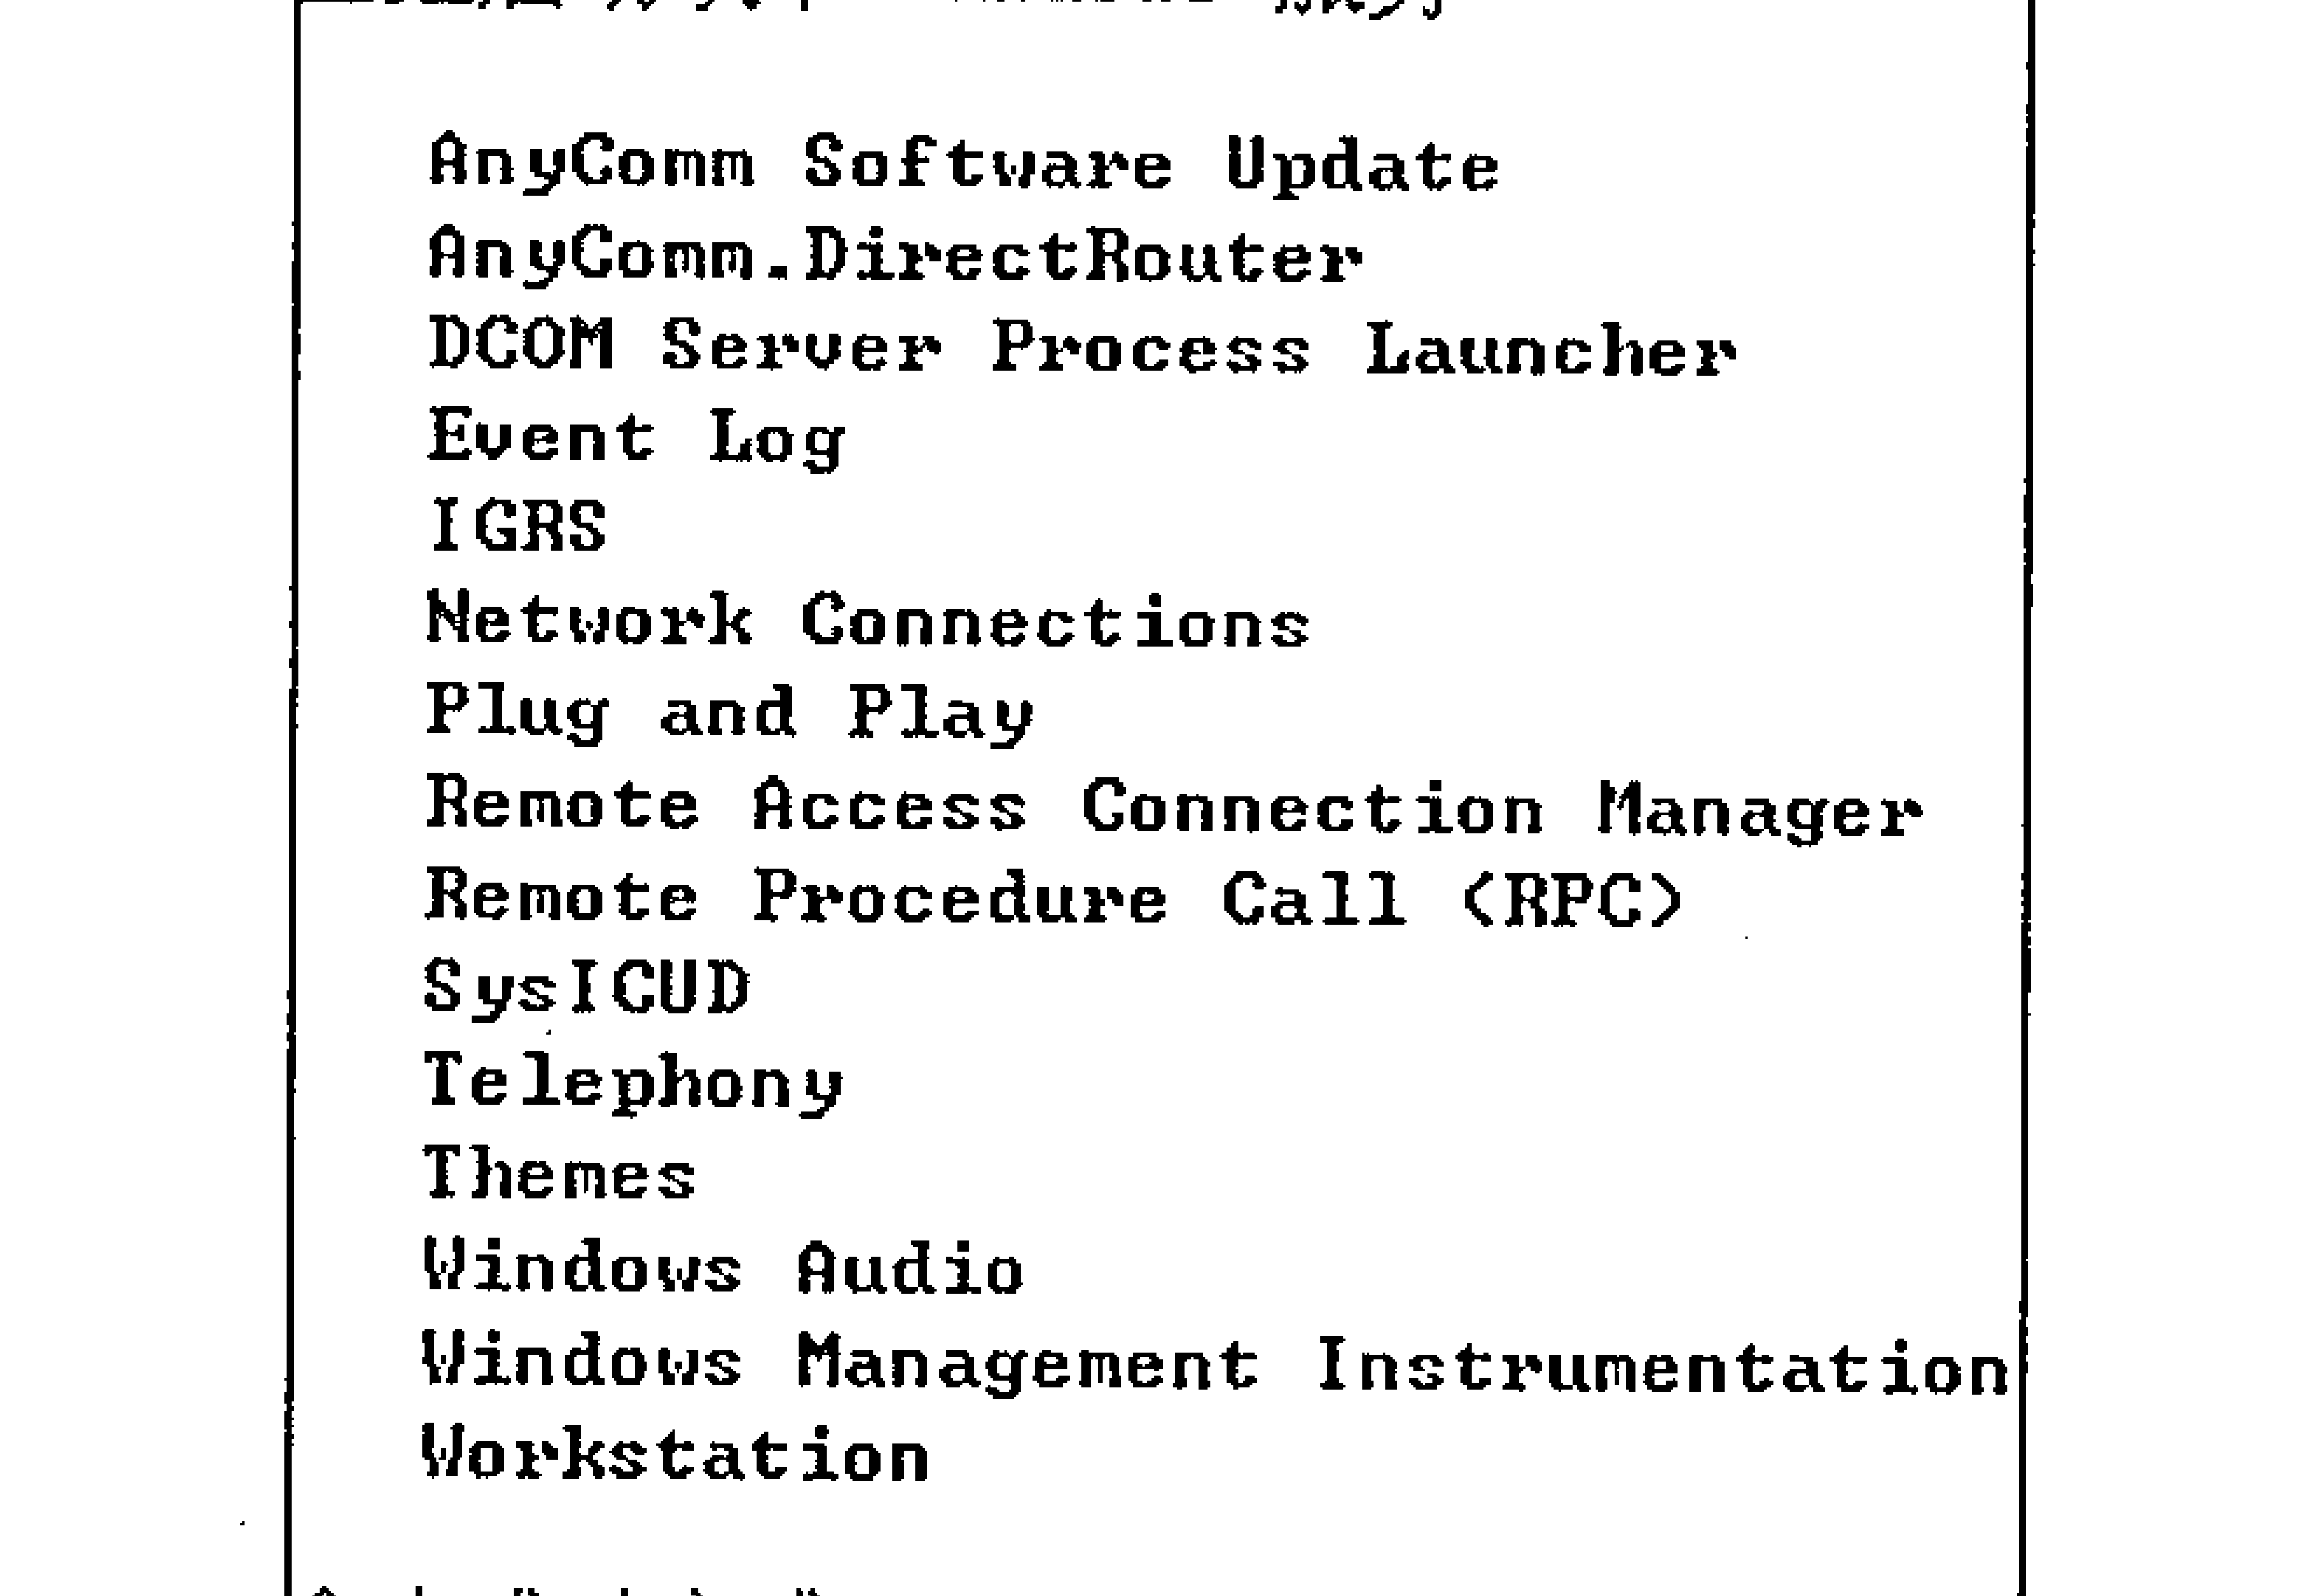 AnyComm Software Update
AnyComm.DirectRouter
DCOM Server Process Launcher
Event Log
IGRS
Network Connections
Plug and Play
Remote Access Connection Manager
Remote Procedure Call (RPC)
SysICUD
Telephony
Themes
Windows Audio
Windows Management Instrumentation
Workstation